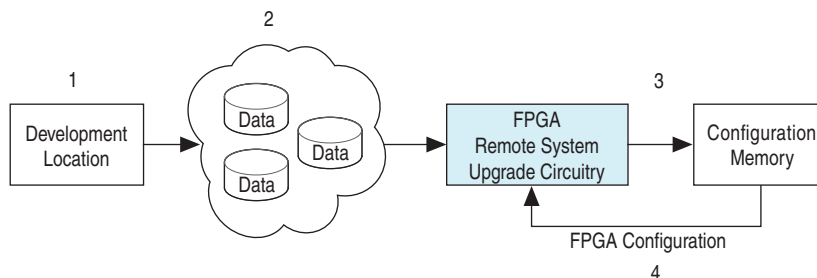 1
2
3
Development
Location
Data
Data
Data
FPGA
Remote System
Upgrade Circuitry
Configuration
Memory
FPGA Configuration
4